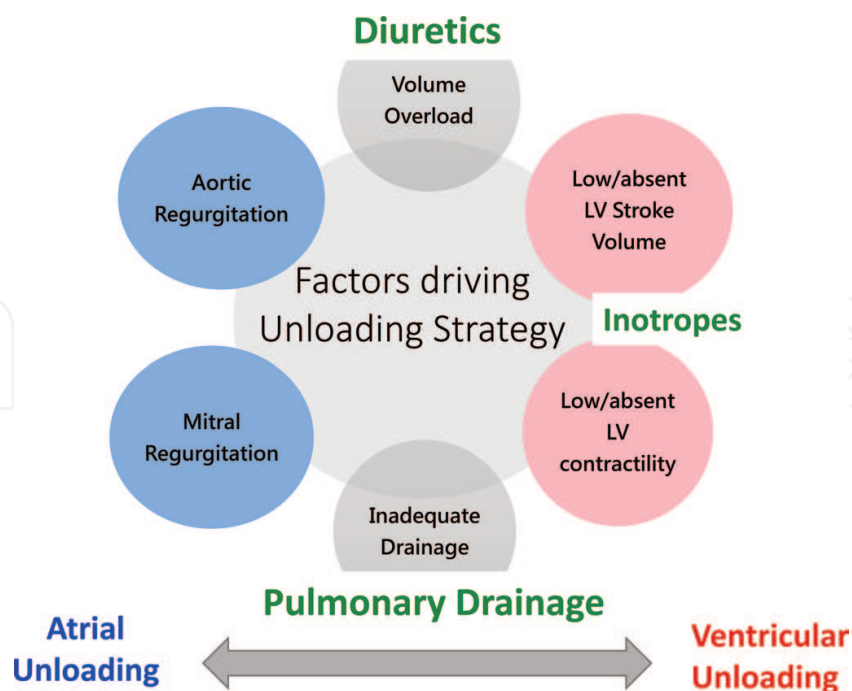 Diuretics
Volume
Overload
Aortic
Regurgitation
Low/absent
LV Stroke
Volume
Factors driving
Unloading Strategy
Inotropes
Mitral
Regurgitation
Low/absent
LV
contractility
Inadequate
Drainage
Pulmonary Drainage
Atrial
Unloading
Ventricular
Unloading